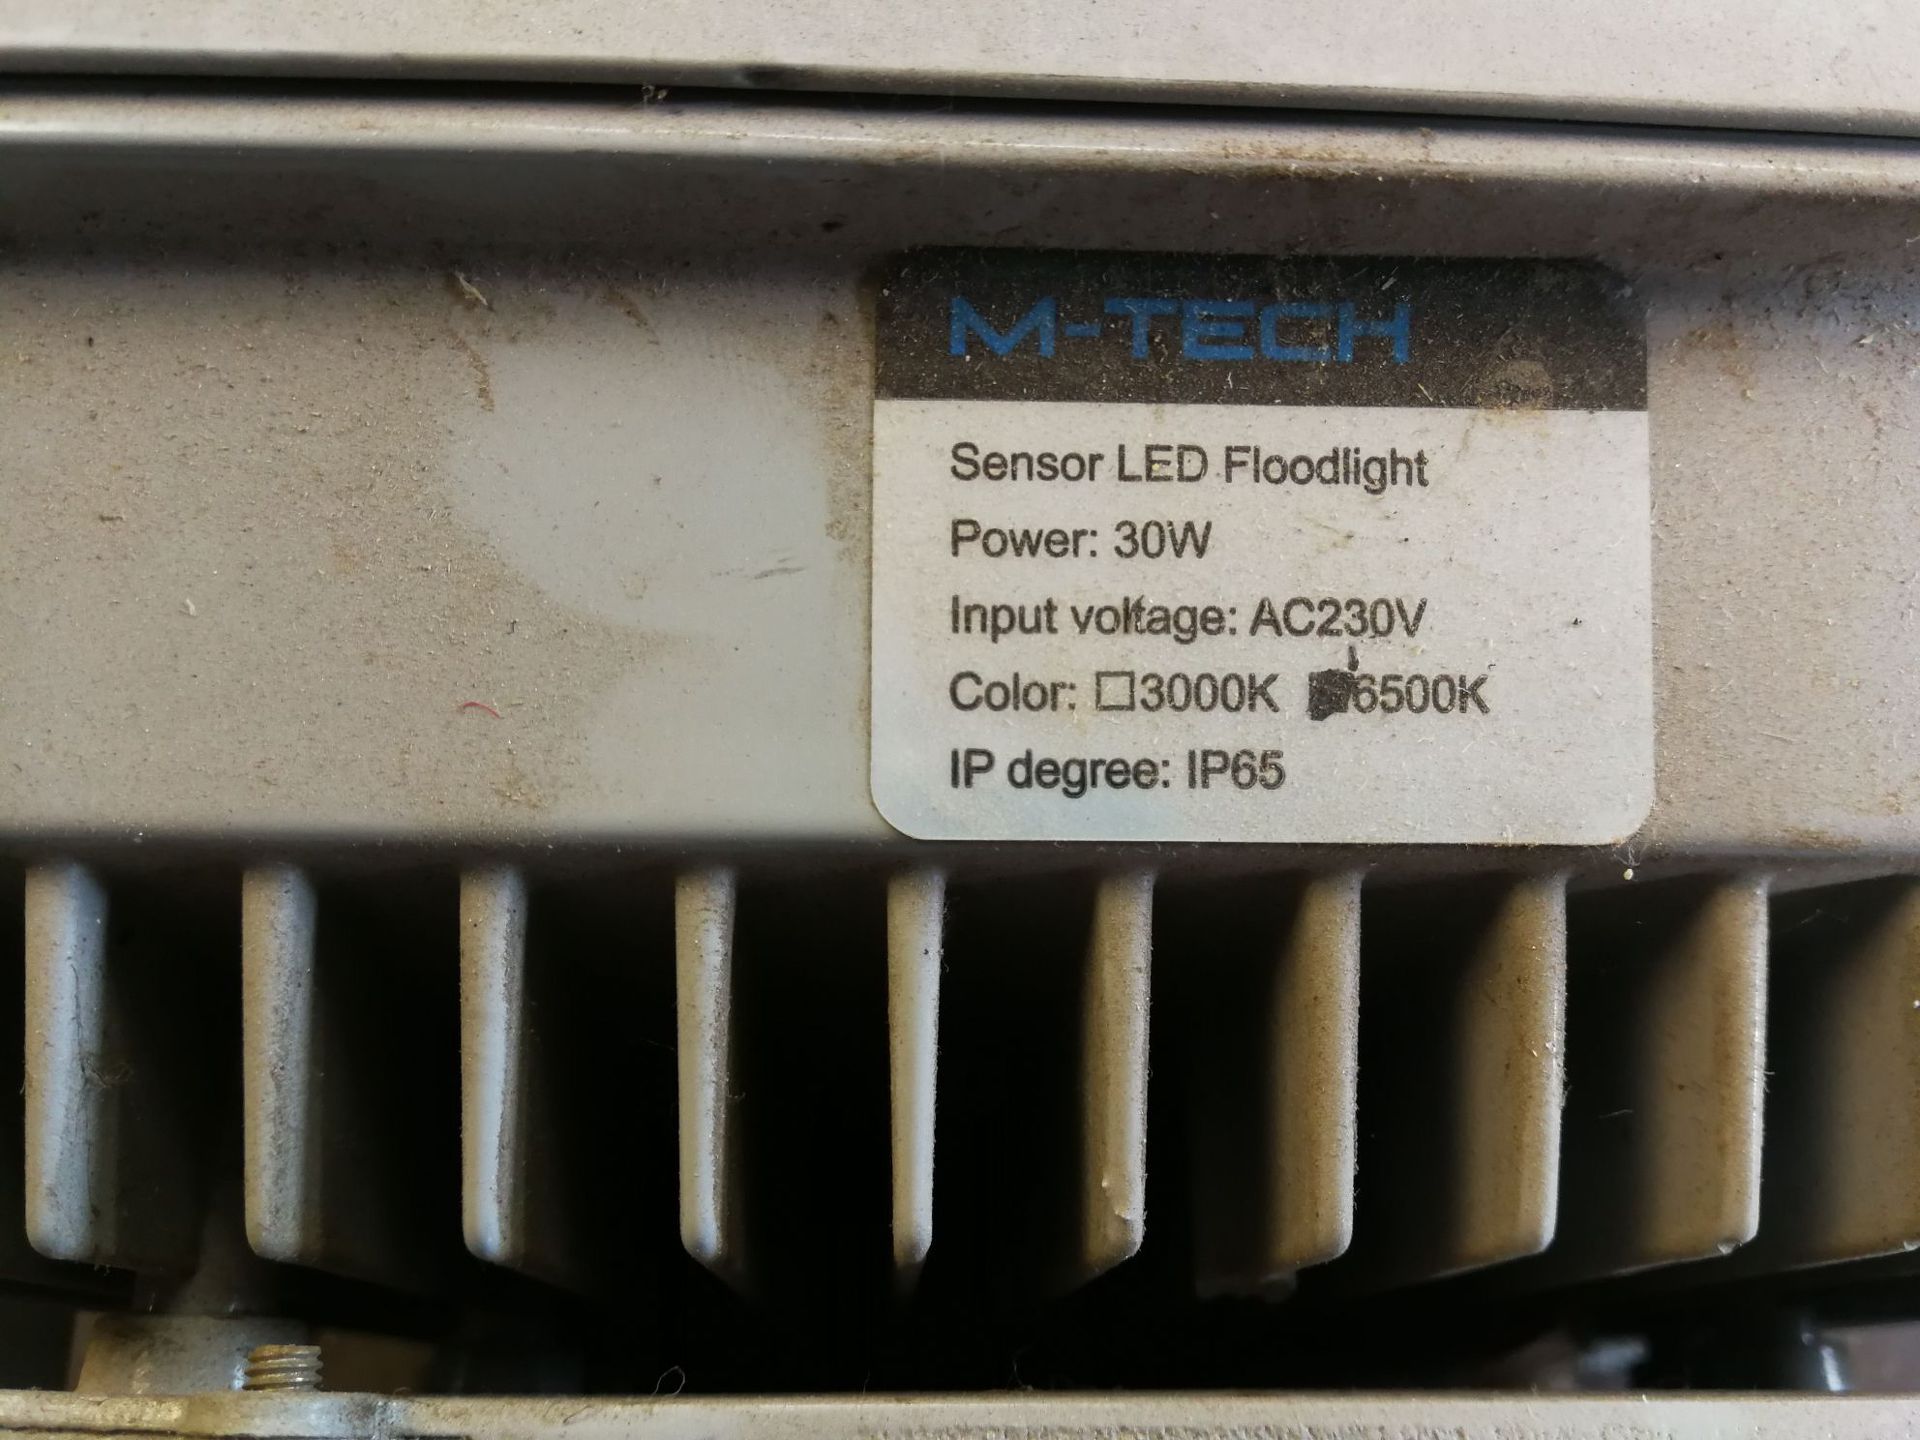 M-TECH
Sensor LED Floodlight
Power: 30W
Input voltage: AC230V
Color: ☐3000K ■6500K
IP degree: IP65